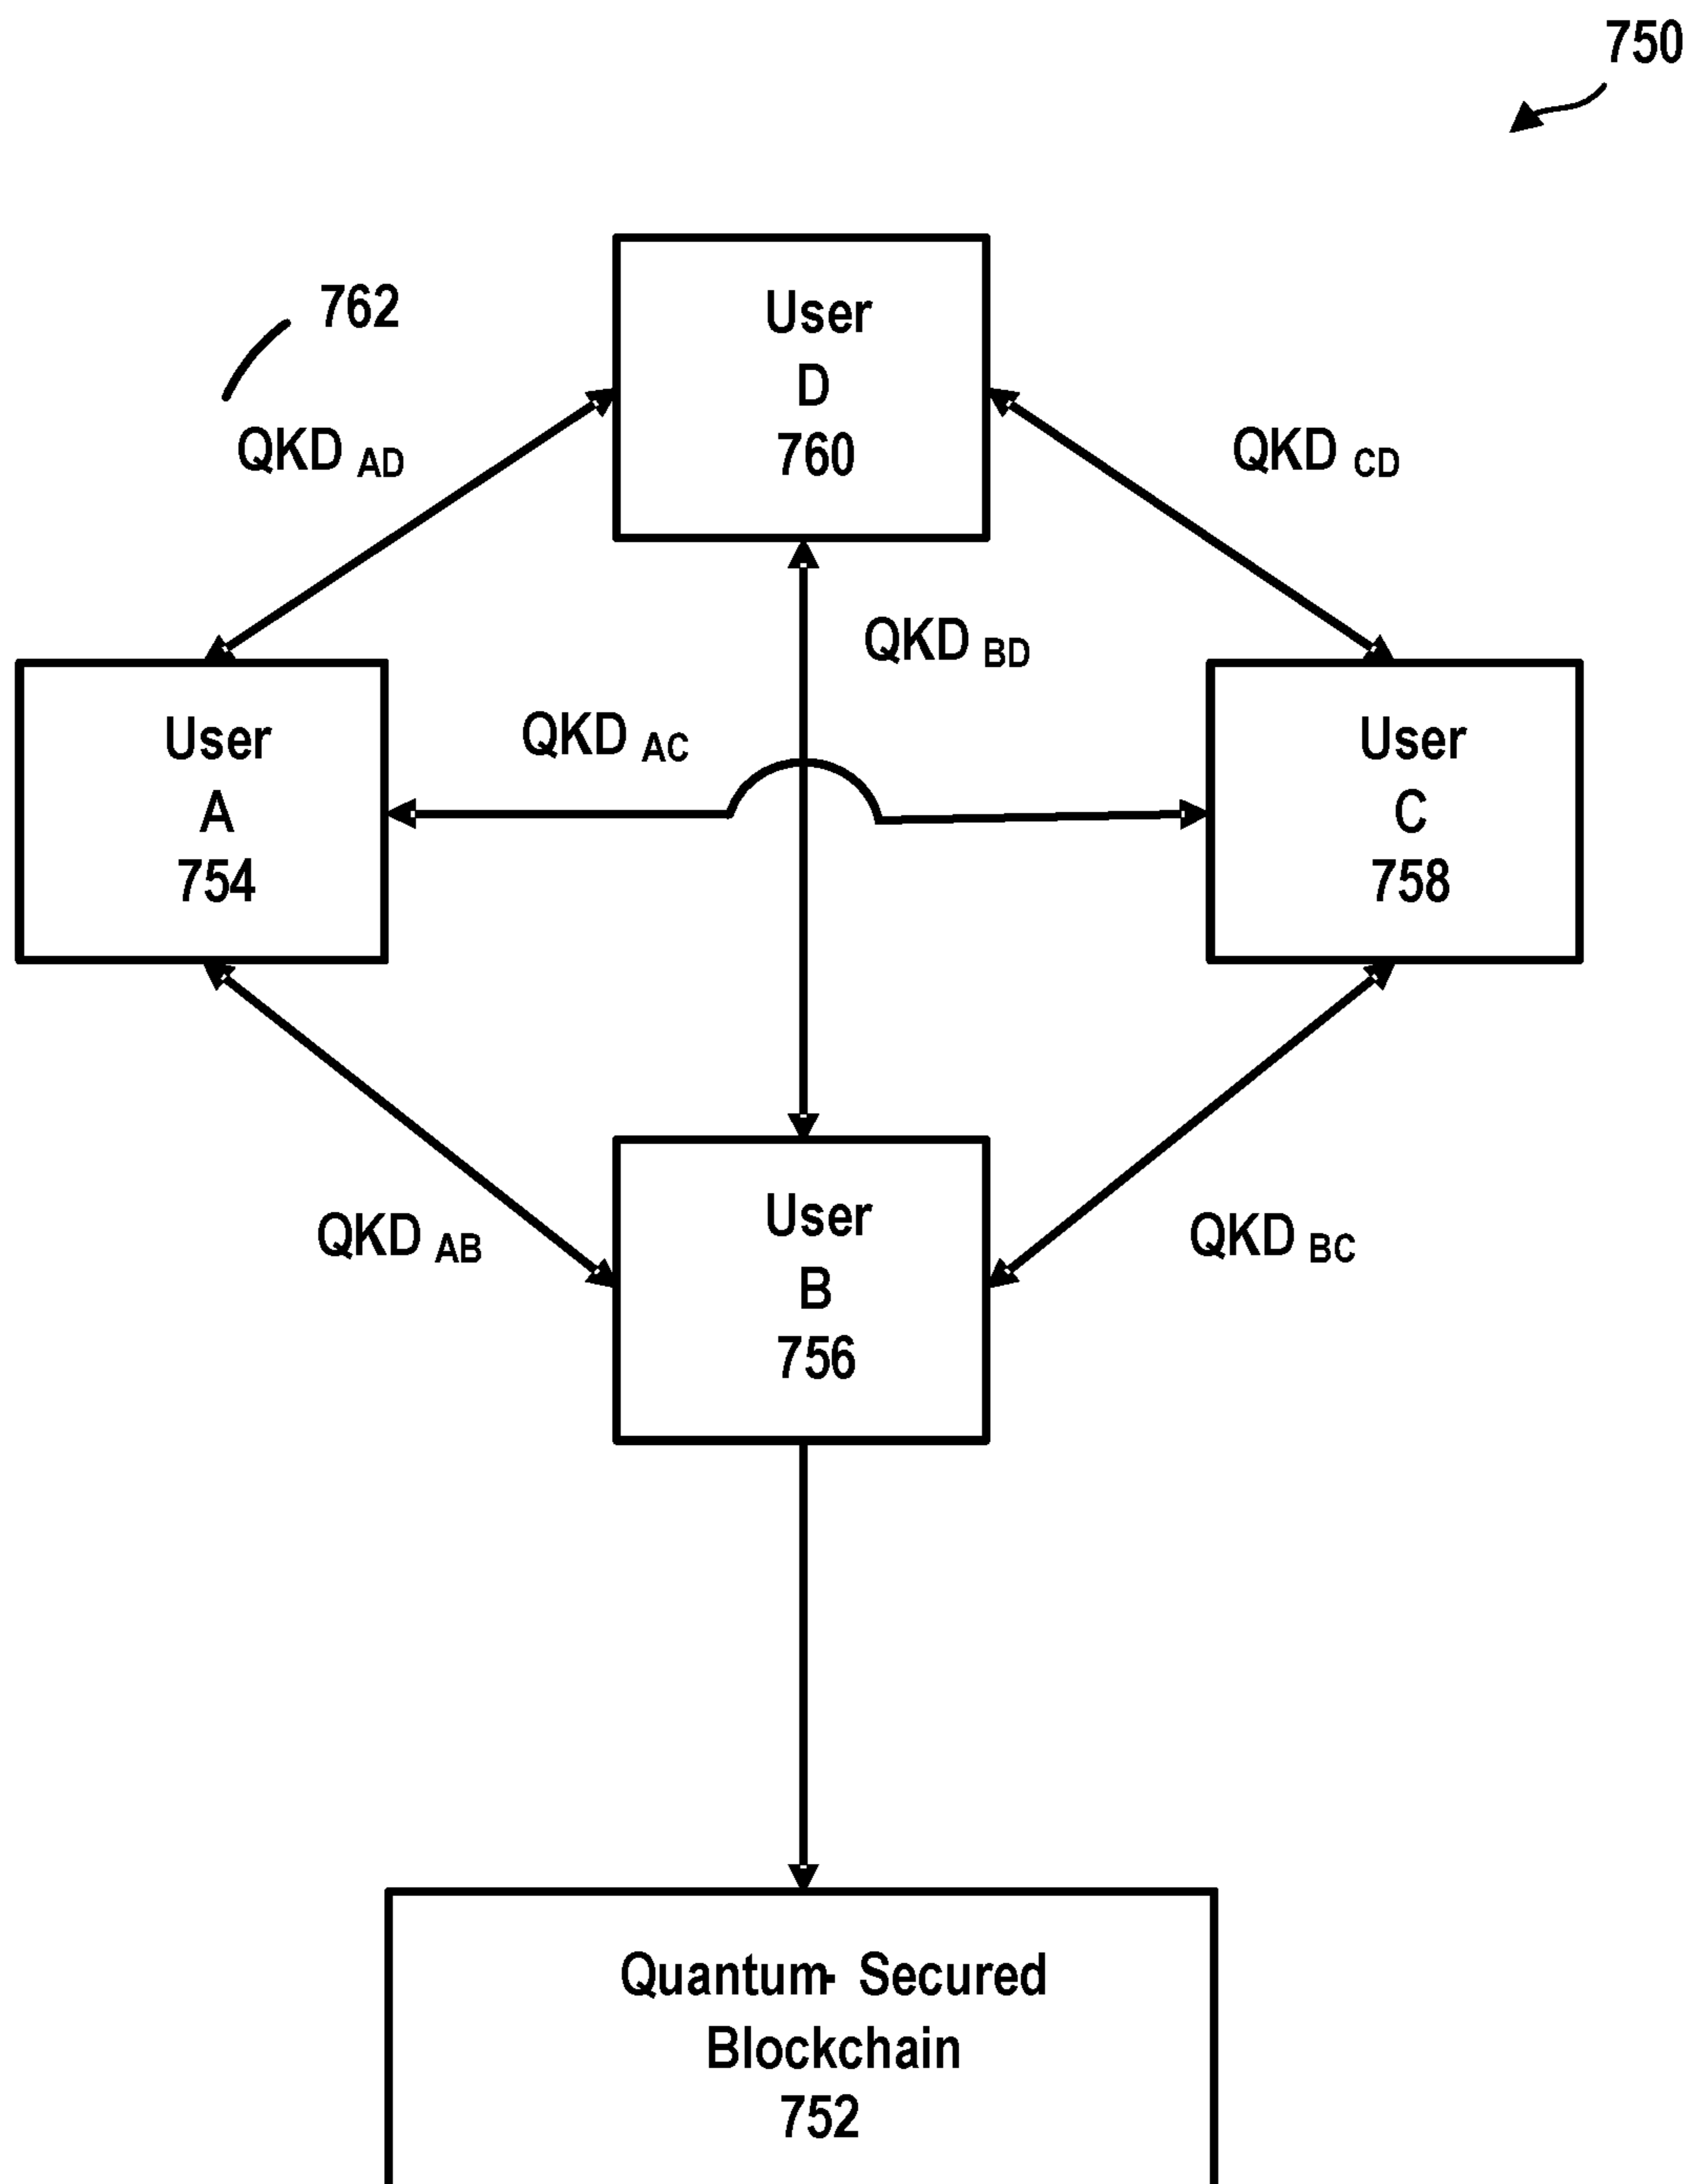 750
762
User
D
760
QKD AD
QKD CD
QKD BD
User
A
754
QKD AC
User
C
758
User
B
756
QKD AB
QKD BC
Quantum- Secured
Blockchain
752